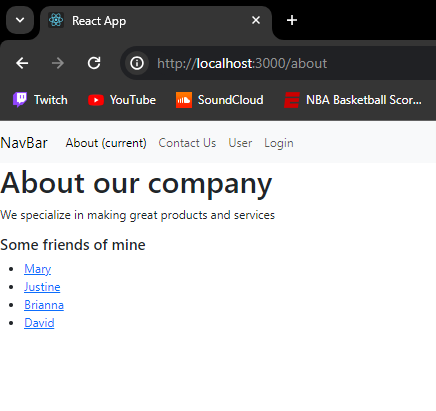 React App
http://localhost:3000/about
Twitch YouTube SoundCloud NBA Basketball Scor...
NavBar About (current) Contact Us User Login
About our company
We specialize in making great products and services
Some friends of mine
Mary
Justine
Brianna
David